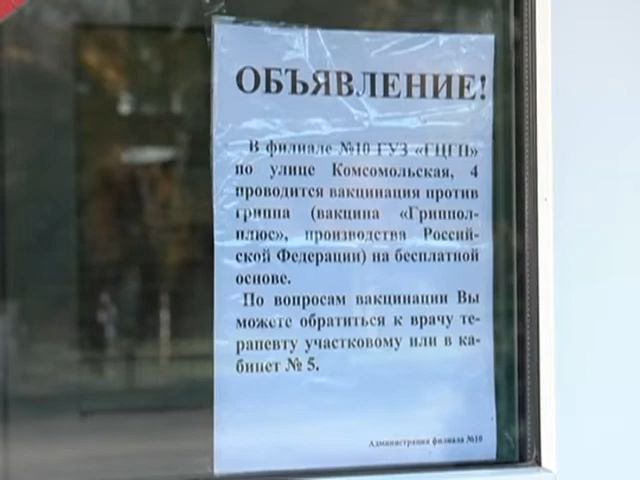 ОБЪЯВЛЕНИЕ!
В филиале №10 ГУЗ «ГЦГП»
по улице Комсомольская, 4
проводится вакцинация против
гриппа (вакцина «Гриппол-
плюс», производства Россий-
ской Федерации) на бесплатной
основе.
По вопросам вакцинации Вы
можете обратиться к врачу те-
рапевту участковому или в ка-
бинет № 5.
Администрация филиала №10